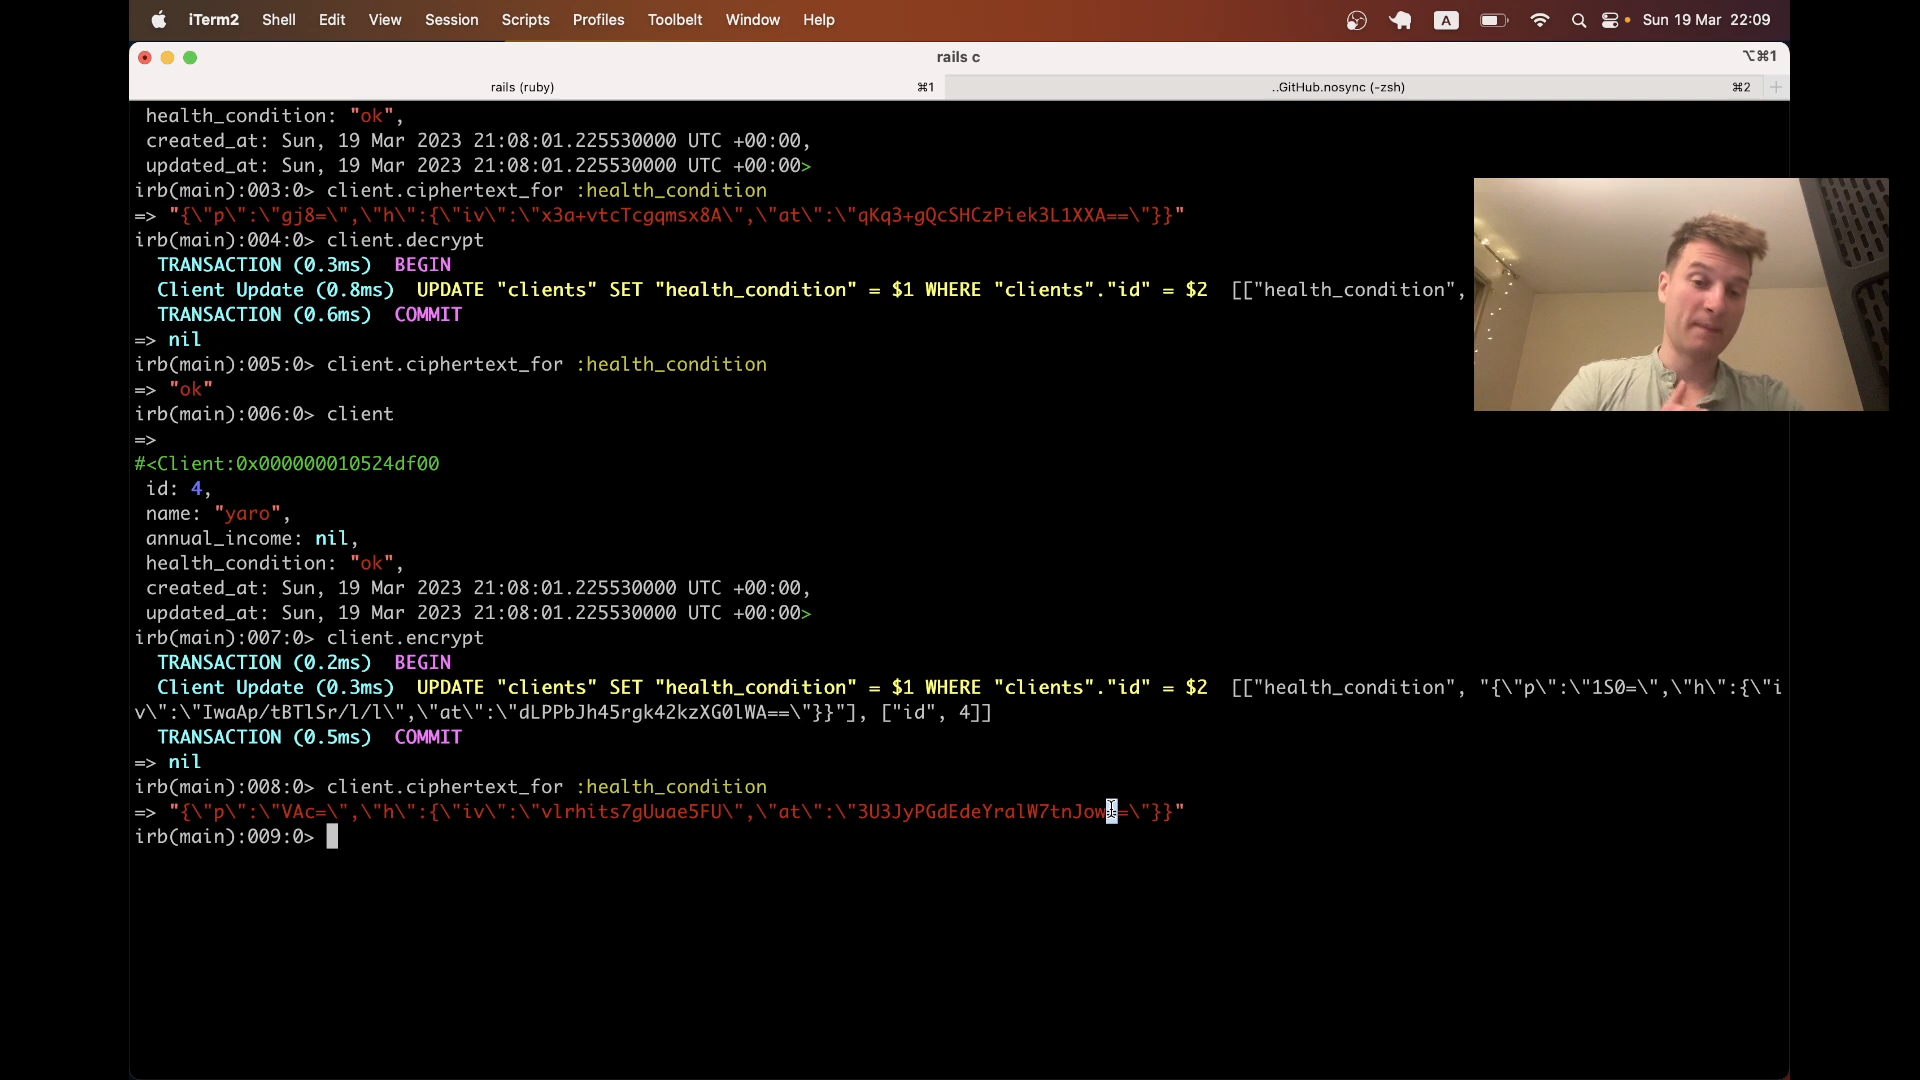 iTerm2 Shell Edit View Session Scripts Profiles Toolbelt Window Help A Sun 19 Mar 22:09
rails c ⌥⌘1
rails (ruby) ⌘1 ..GitHub.nosync (-zsh) ⌘2 +
health_condition: "ok",
created_at: Sun, 19 Mar 2023 21:08:01.225530000 UTC +00:00,
updated_at: Sun, 19 Mar 2023 21:08:01.225530000 UTC +00:00>
irb(main):003:0> client.ciphertext_for :health_condition
=> "{\"p\":\"gj8=\",\"h\":{\"iv\":\"x3a+vtcTcgqmsx8A\",\"at\":\"qKq3+gQcSHCzPiek3L1XXA==\"}}"
irb(main):004:0> client.decrypt
TRANSACTION (0.3ms) BEGIN
Client Update (0.8ms) UPDATE "clients" SET "health_condition" = $1 WHERE "clients"."id" = $2 [["health_condition",
TRANSACTION (0.6ms) COMMIT
=> nil
irb(main):005:0> client.ciphertext_for :health_condition
=> "ok"
irb(main):006:0> client
=>
#<Client:0x000000010524df00
id: 4,
name: "yaro",
annual_income: nil,
health_condition: "ok",
created_at: Sun, 19 Mar 2023 21:08:01.225530000 UTC +00:00,
updated_at: Sun, 19 Mar 2023 21:08:01.225530000 UTC +00:00>
irb(main):007:0> client.encrypt
TRANSACTION (0.2ms) BEGIN
Client Update (0.3ms) UPDATE "clients" SET "health_condition" = $1 WHERE "clients"."id" = $2 [["health_condition", "{\"p\":\"1S0=\",\"h\":{\"i
v\":\"IwaAp/tBTlSr/l/l\",\"at\":\"dLPPbJh45rgk42kzXG0lWA==\"}}"], ["id", 4]]
TRANSACTION (0.5ms) COMMIT
=> nil
irb(main):008:0> client.ciphertext_for :health_condition
=> "{\"p\":\"VAc=\",\"h\":{\"iv\":\"vlrhits7gUuae5FU\",\"at\":\"3U3JyPGdEdeYralW7tnJow==\"}}"
irb(main):009:0>